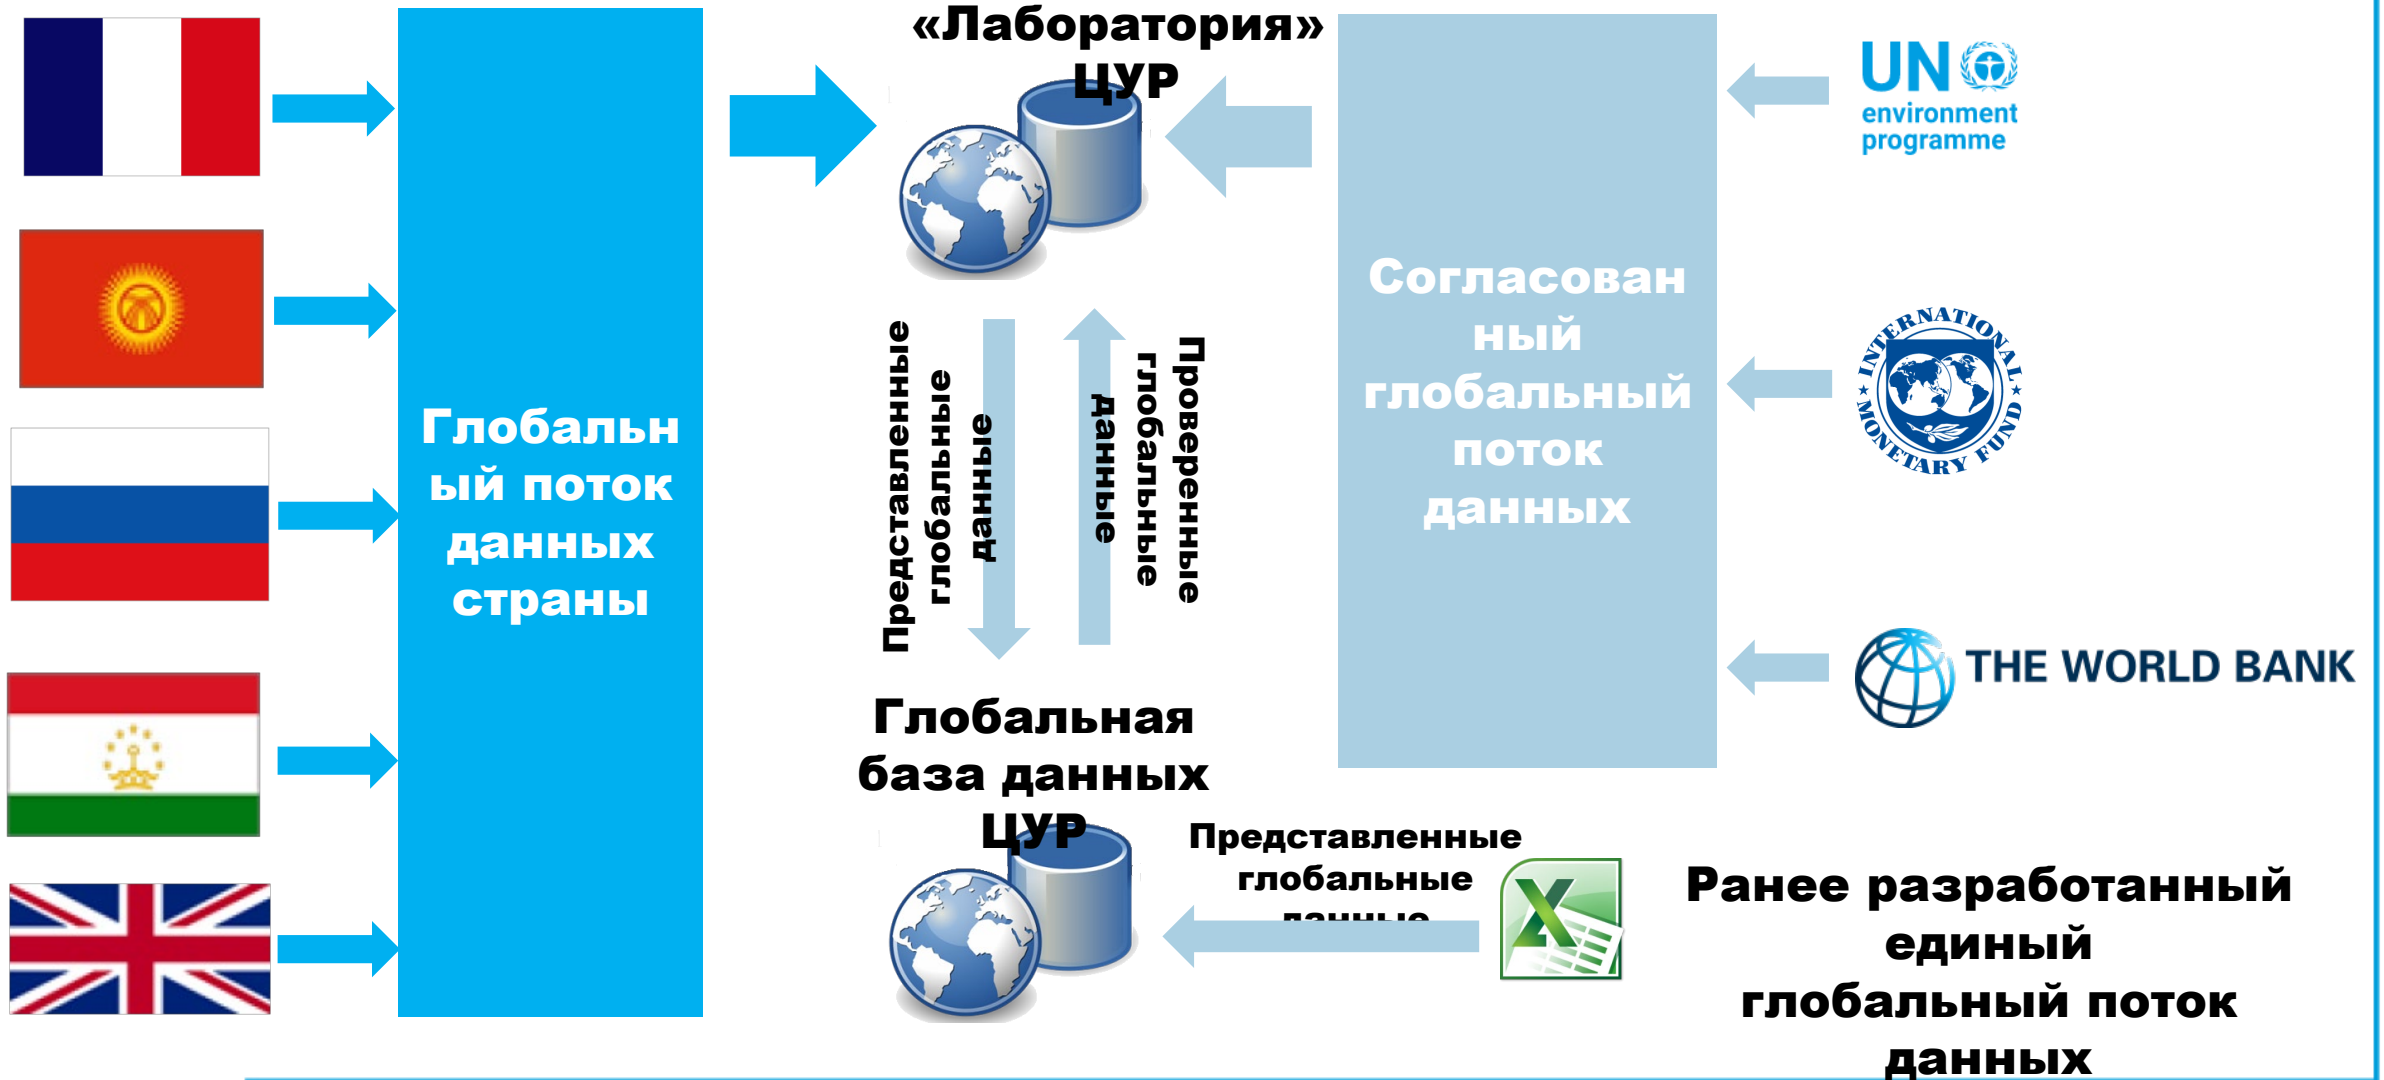 Глобальн
ый поток
данных
страны
«Лаборатория»
ЦУР
Представленные
глобальные
данные
Проверенные
глобальные
данные
Глобальная
база данных
ЦУР
Согласован
ный
глобальный
поток
данных
UN
environment
programme
INTERNATIONAL
MONETARY FUND
THE WORLD BANK
Представленные
глобальные
данные
Ранее разработанный
единый
глобальный поток
данных